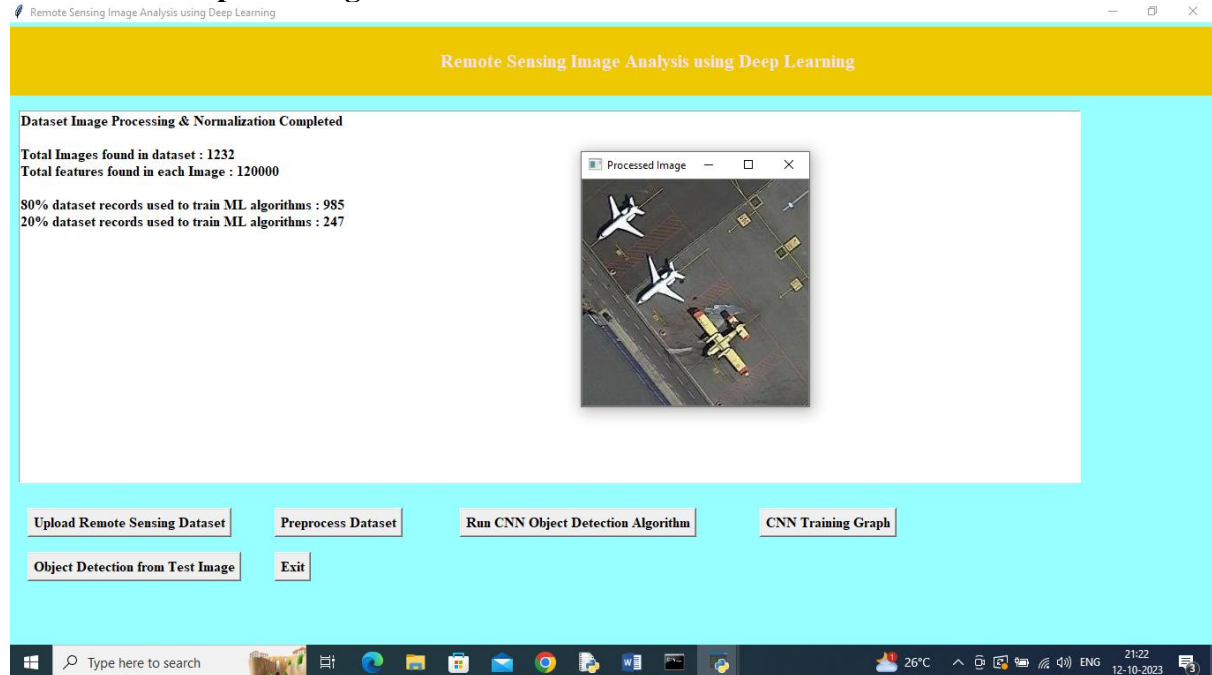 Remote Sensing Image Analysis using Deep Learning
Remote Sensing Image Analysis using Deep Learning
Dataset Image Processing & Normalization Completed
Total Images found in dataset : 1232
Total features found in each Image : 120000
80% dataset records used to train ML algorithms : 985
20% dataset records used to train ML algorithms : 247
Processed Image
Upload Remote Sensing Dataset
Preprocess Dataset
Run CNN Object Detection Algorithm
CNN Training Graph
Object Detection from Test Image
Exit
Type here to search
26°C
ENG
21:22
12-10-2023
3